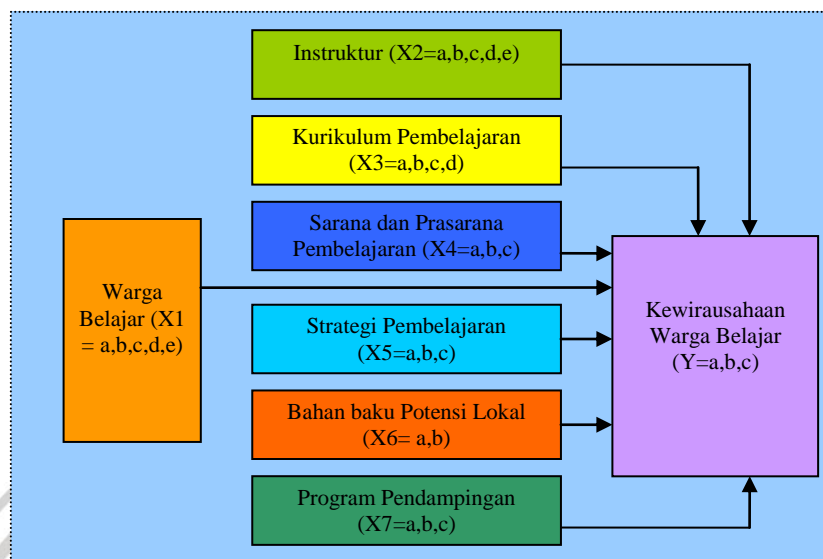 Instruktur (X2=a,b,c,d,e)
Kurikulum Pembelajaran
(X3=a,b,c,d)
Sarana dan Prasarana
Pembelajaran (X4=a,b,c)
Warga
Belajar (X1
= a,b,c,d,e)
Strategi Pembelajaran
(X5=a,b,c)
Bahan baku Potensi Lokal
(X6= a,b)
Program Pendampingan
(X7=a,b,c)
Kewirausahaan
Warga Belajar
(Y=a,b,c)